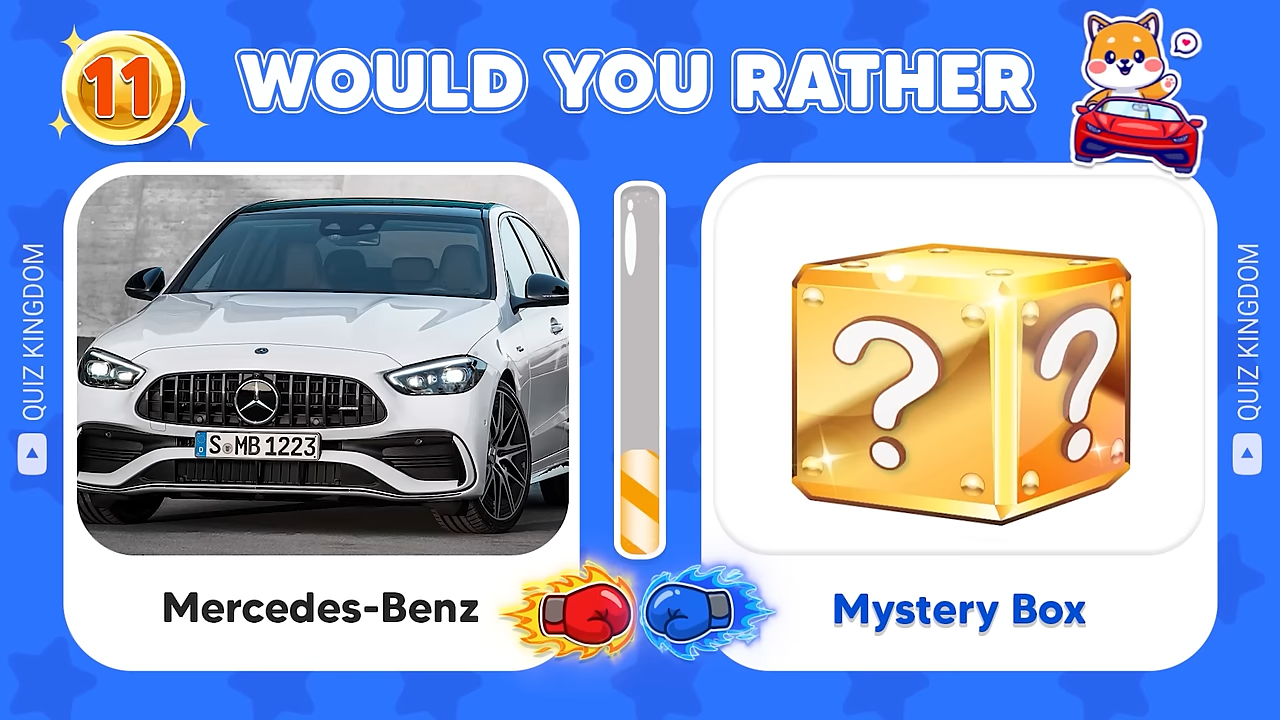 11
WOULD YOU RATHER
QUIZ KINGDOM
S MB 1223
D
? ?
Mercedes-Benz
Mystery Box
QUIZ KINGDOM